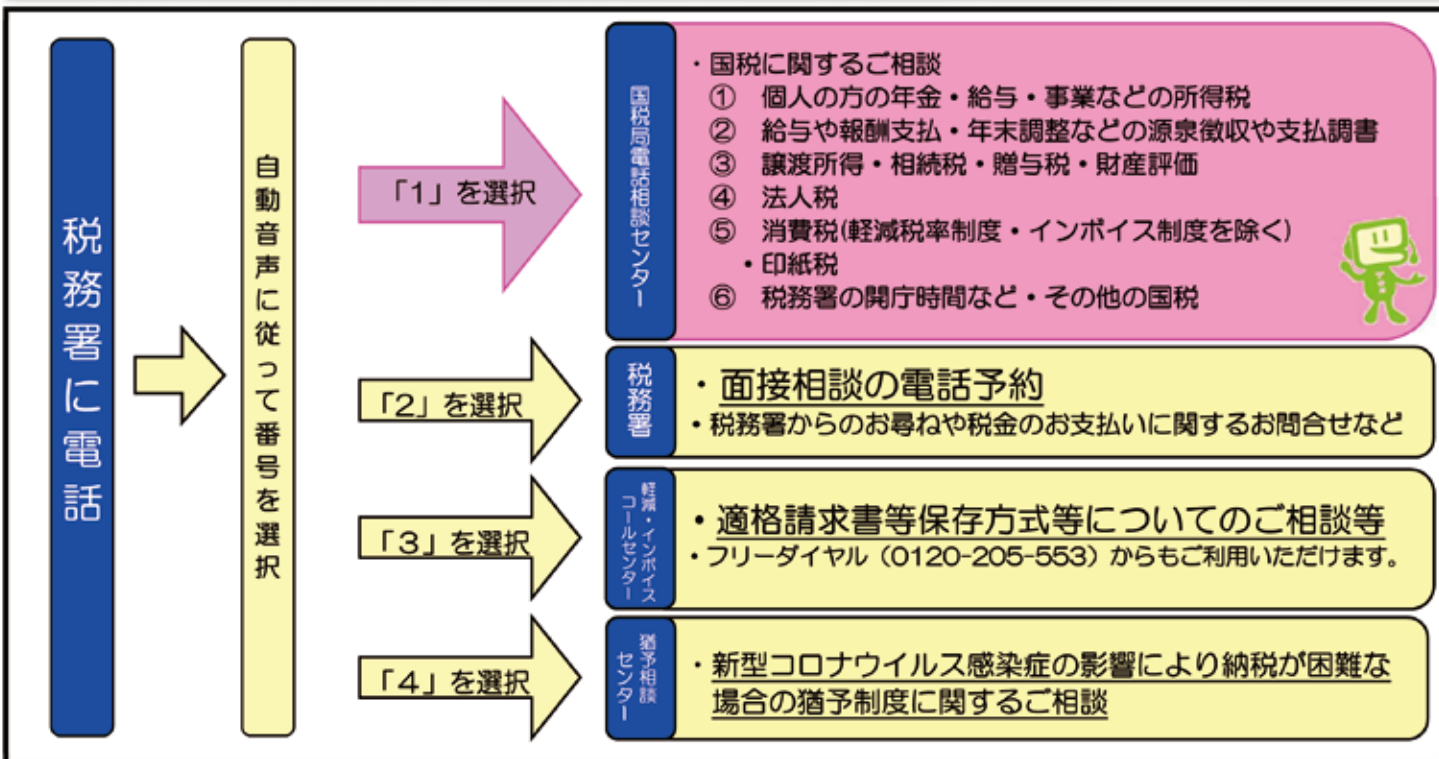 税務署に電話
自動音声に従って番号を選択
「1」を選択
国税局電話相談センター
・国税に関するご相談
① 個人の方の年金・給与・事業などの所得税
② 給与や報酬支払・年末調整などの源泉徴収や支払調書
③ 譲渡所得・相続税・贈与税・財産評価
④ 法人税
⑤ 消費税(軽減税率制度・インボイス制度を除く)
・印紙税
⑥ 税務署の開庁時間など・その他の国税
「2」を選択
税務署
・面接相談の電話予約
・税務署からのお尋ねや税金のお支払いに関するお問合せなど
「3」を選択
軽減・インボイス
コールセンター
・適格請求書等保存方式等についてのご相談等
・フリーダイヤル（0120-205-553）からもご利用いただけます。
「4」を選択
猶予相談
センター
・新型コロナウイルス感染症の影響により納税が困難な
場合の猶予制度に関するご相談